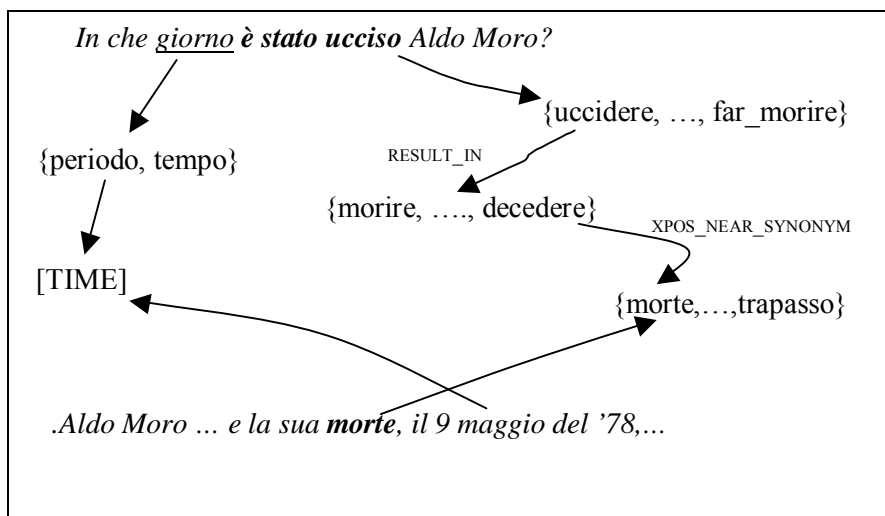 In che giorno è stato ucciso Aldo Moro?
{uccidere, …, far_morire}
{periodo, tempo}
RESULT_IN
{morire, …., decedere}
XPOS_NEAR_SYNONYM
[TIME]
{morte,…,trapasso}
.Aldo Moro … e la sua morte, il 9 maggio del ’78,…